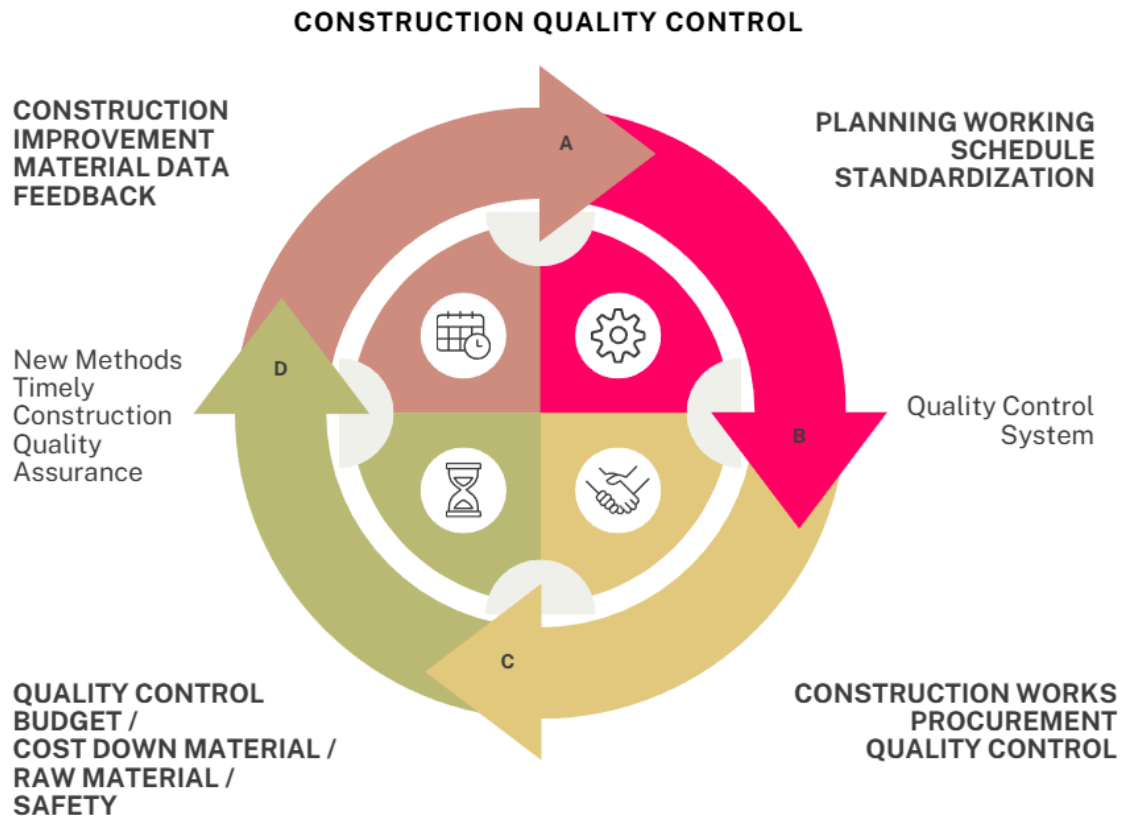 CONSTRUCTION QUALITY CONTROL
CONSTRUCTION
IMPROVEMENT
MATERIAL DATA
FEEDBACK
A
PLANNING WORKING
SCHEDULE
STANDARDIZATION
New Methods
Timely
Construction
Quality
Assurance
D
B
Quality Control
System
C
QUALITY CONTROL
BUDGET /
COST DOWN MATERIAL /
RAW MATERIAL /
SAFETY
CONSTRUCTION WORKS
PROCUREMENT
QUALITY CONTROL